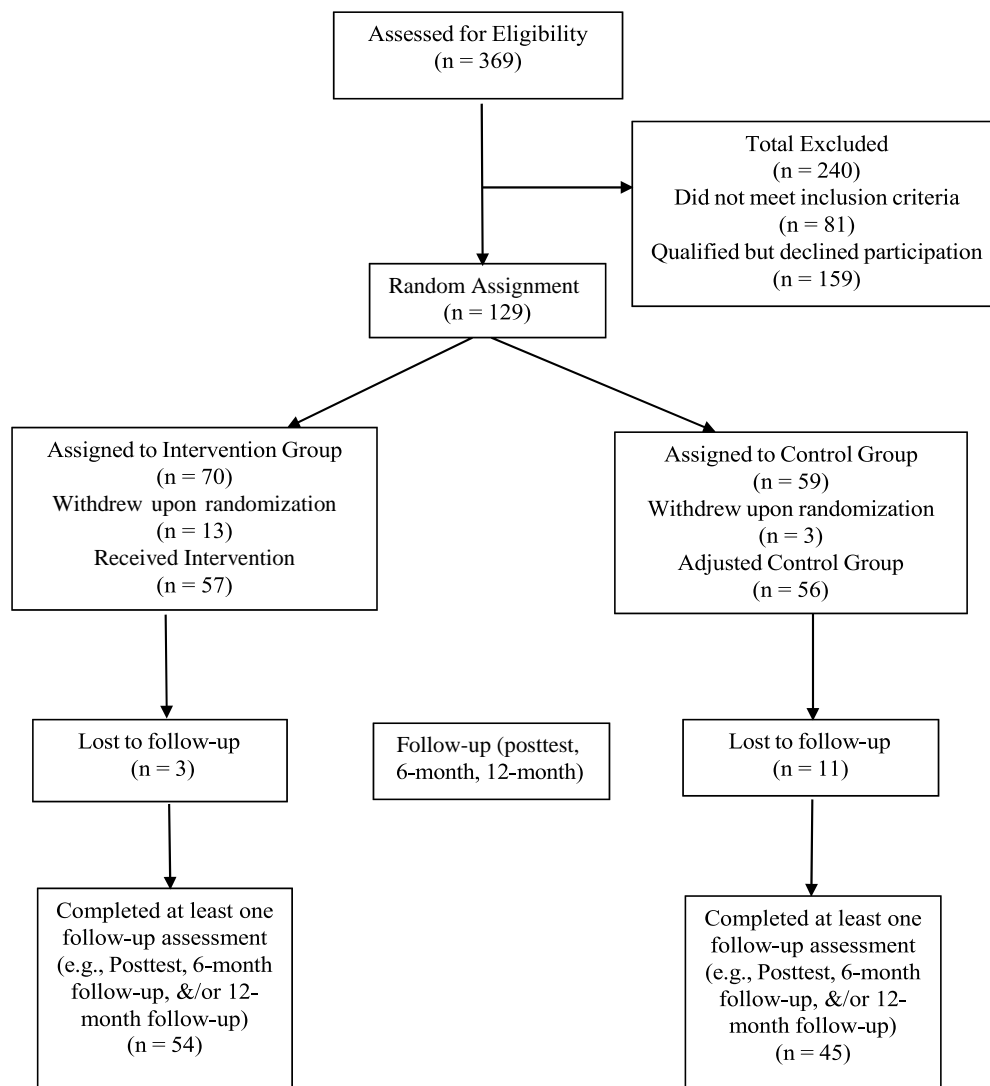 Assessed for Eligibility
(n = 369)
Total Excluded
(n = 240)
Did not meet inclusion criteria
(n = 81)
Qualified but declined participation
(n = 159)
Random Assignment
(n = 129)
Assigned to Intervention Group
(n = 70)
Withdrew upon randomization
(n = 13)
Received Intervention
(n = 57)
Assigned to Control Group
(n = 59)
Withdrew upon randomization
(n = 3)
Adjusted Control Group
(n = 56)
Lost to follow-up
(n = 3)
Follow-up (posttest,
6-month, 12-month)
Lost to follow-up
(n = 11)
Completed at least one
follow-up assessment
(e.g., Posttest, 6-month
follow-up, &/or 12-
month follow-up)
(n = 54)
Completed at least one
follow-up assessment
(e.g., Posttest, 6-month
follow-up, &/or 12-
month follow-up)
(n = 45)